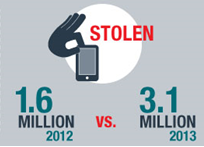 STOLEN
1.6 3.1
MILLION vs. MILLION
2012 2013